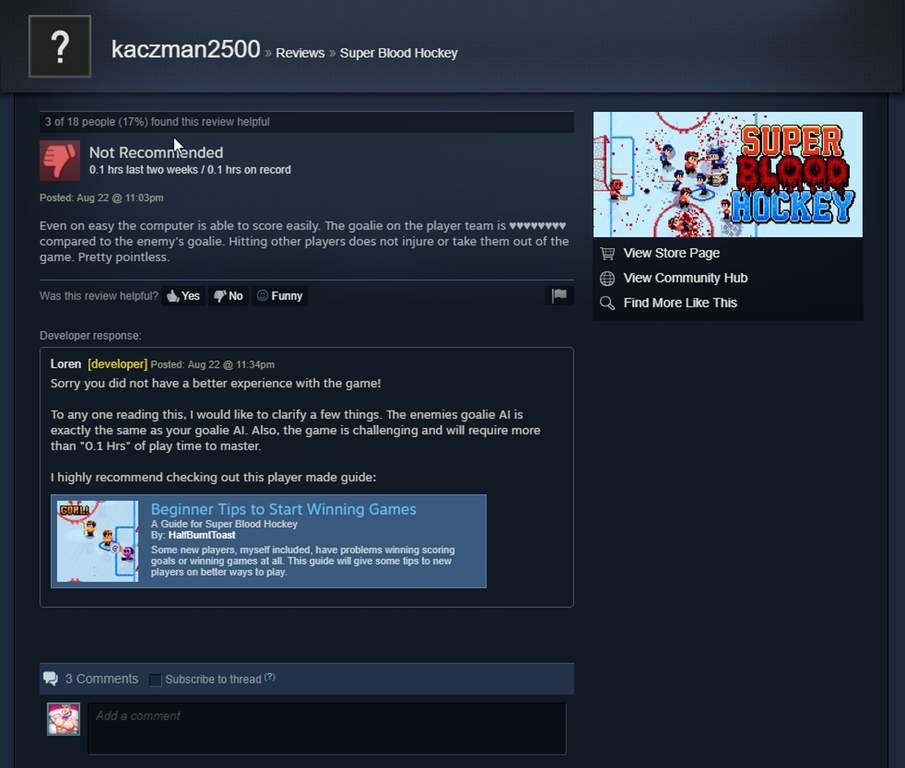 ?
kaczman2500 » Reviews » Super Blood Hockey
3 of 18 people (17%) found this review helpful
Not Recommended
0.1 hrs last two weeks / 0.1 hrs on record
Posted: Aug 22 @ 11:03pm
Even on easy the computer is able to score easily. The goalie on the player team is ♥♥♥♥♥♥♥♥
compared to the enemy's goalie. Hitting other players does not injure or take them out of the
game. Pretty pointless.
Was this review helpful? Yes No Funny
SUPER
BLOOD
HOCKEY
View Store Page
View Community Hub
Find More Like This
Developer response:
Loren [developer] Posted: Aug 22 @ 11:34pm
Sorry you did not have a better experience with the game!
To any one reading this, I would like to clarify a few things. The enemies goalie AI is
exactly the same as your goalie AI. Also, the game is challenging and will require more
than "0.1 Hrs" of play time to master.
I highly recommend checking out this player made guide:
GOAL!
Beginner Tips to Start Winning Games
A Guide for Super Blood Hockey
By: HalfBurntToast
Some new players, myself included, have problems winning scoring
goals or winning games at all. This guide will give some tips to new
players on better ways to play.
3 Comments Subscribe to thread (?)
Add a comment